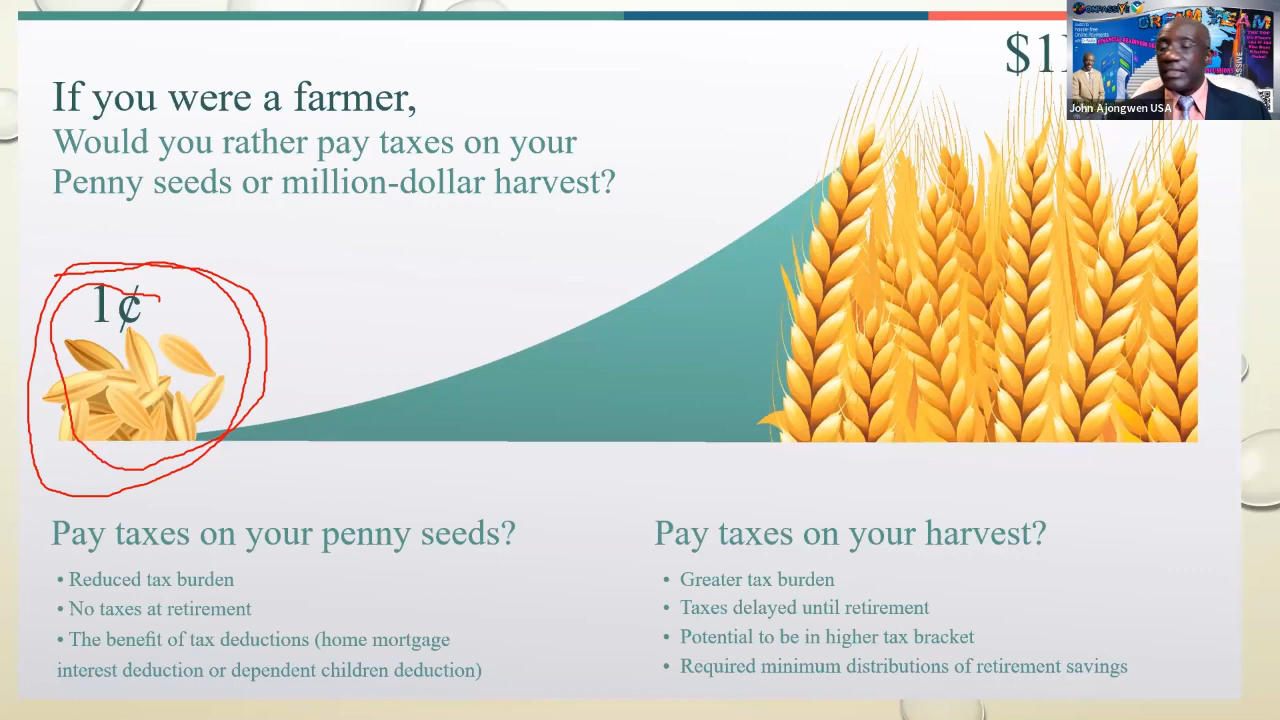 If you were a farmer,
Would you rather pay taxes on your
Penny seeds or million-dollar harvest?
John Ajongwen USA
1¢
Pay taxes on your penny seeds?
• Reduced tax burden
• No taxes at retirement
• The benefit of tax deductions (home mortgage
interest deduction or dependent children deduction)
Pay taxes on your harvest?
• Greater tax burden
• Taxes delayed until retirement
• Potential to be in higher tax bracket
• Required minimum distributions of retirement savings